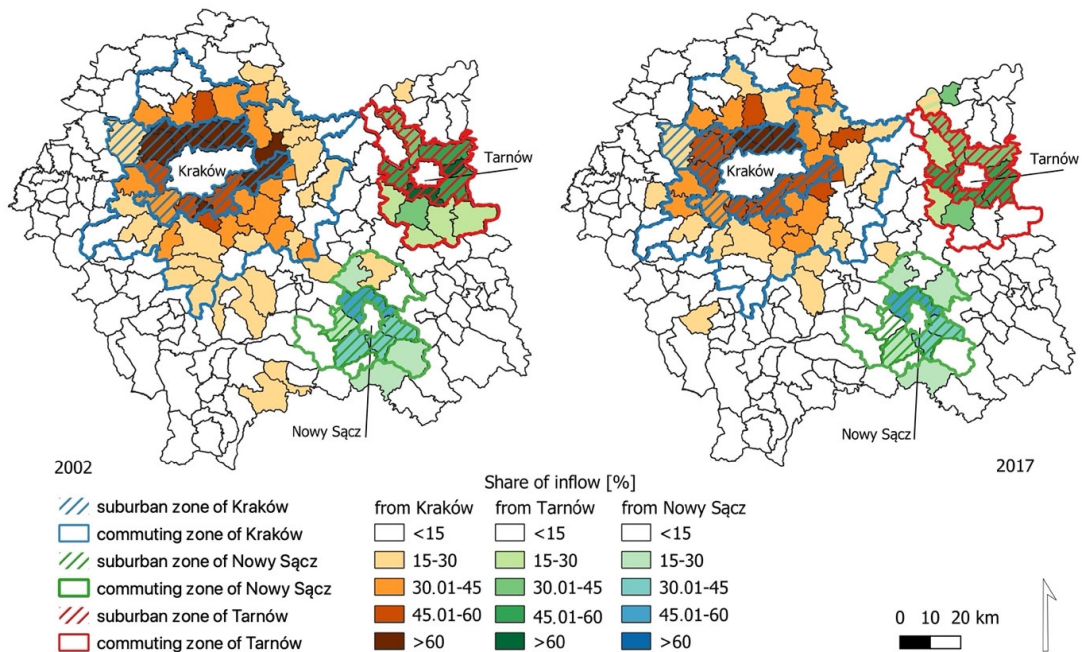 Kraków
Tarnów
Nowy Sącz
Kraków
Tarnów
Nowy Sącz
2002
2017
Share of inflow [%]
suburban zone of Kraków
commuting zone of Kraków
suburban zone of Nowy Sącz
commuting zone of Nowy Sącz
suburban zone of Tarnów
commuting zone of Tarnów
from Kraków
<15
15-30
30.01-45
45.01-60
>60
from Tarnów
<15
15-30
30.01-45
45.01-60
>60
from Nowy Sącz
<15
15-30
30.01-45
45.01-60
>60
0 10 20 km